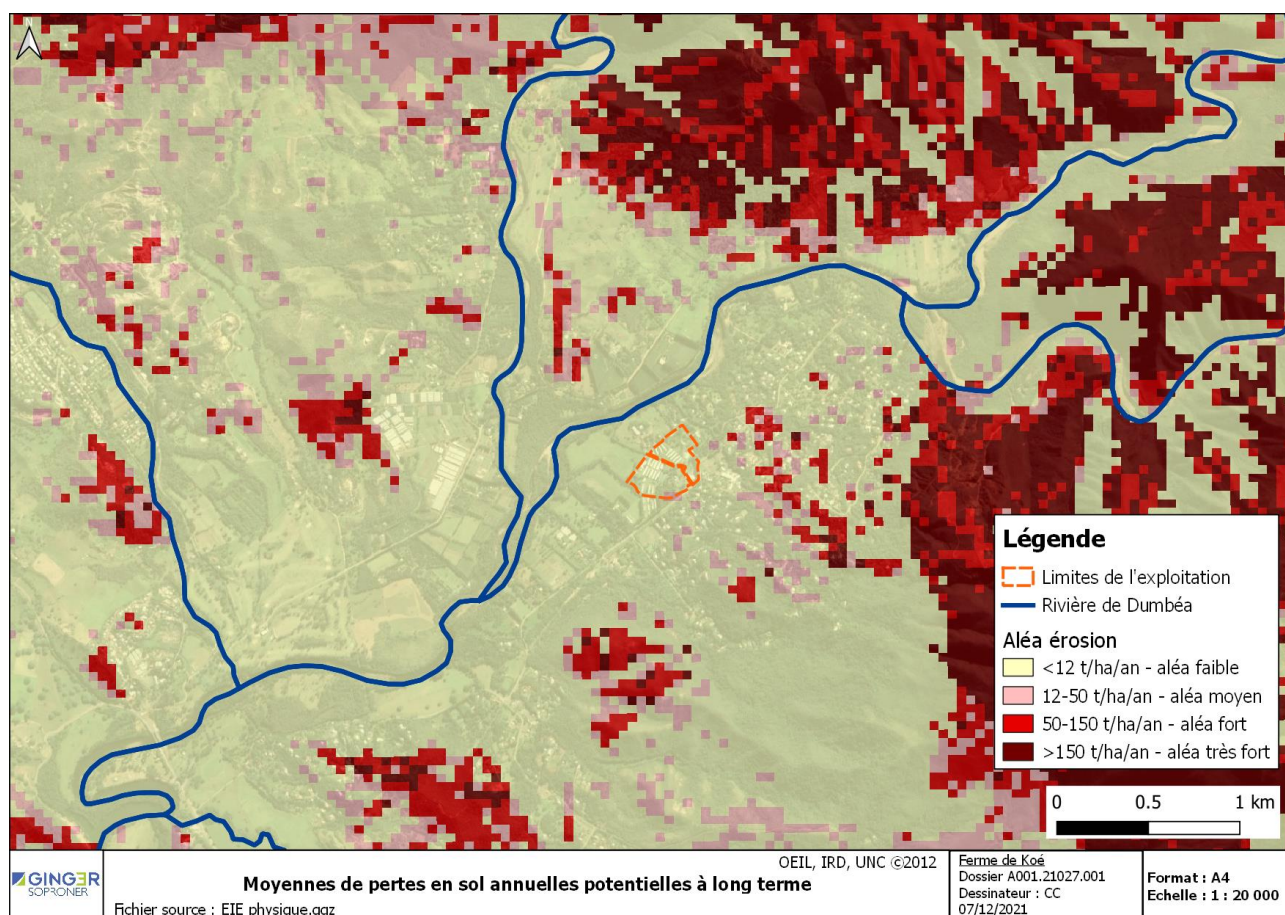 N
Légende
Limites de l'exploitation
Rivière de Dumbéa
Aléa érosion
<12 t/ha/an - aléa faible
12-50 t/ha/an - aléa moyen
50-150 t/ha/an - aléa fort
>150 t/ha/an - aléa très fort
0 0.5 1 km
GINGER
SOPRONER
OEIL, IRD, UNC ©2012
Moyennes de pertes en sol annuelles potentielles à long terme
Fichier source : EIE physique.qgz
Ferme de Koé
Dossier A001.21027.001
Dessinateur : CC
07/12/2021
Format : A4
Echelle : 1 : 20 000